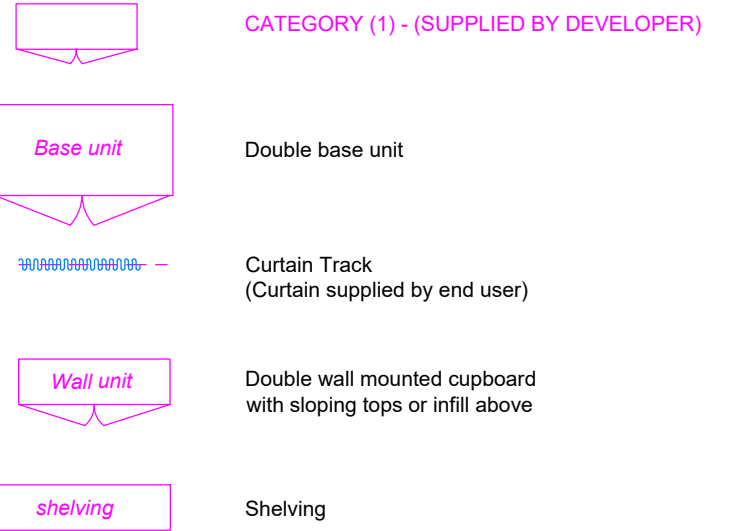 CATEGORY (1) - (SUPPLIED BY DEVELOPER)
Base unit
Double base unit
Curtain Track
(Curtain supplied by end user)
Wall unit
Double wall mounted cupboard
with sloping tops or infill above
shelving
Shelving